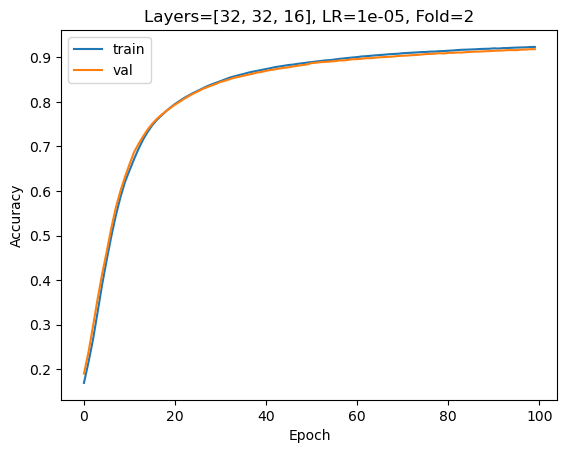 Layers=[32, 32, 16], LR=1e-05, Fold=2
train
val
0.9
0.8
0.7
0.6
0.5
0.4
0.3
0.2
Accuracy
0 20 40 60 80 100
Epoch